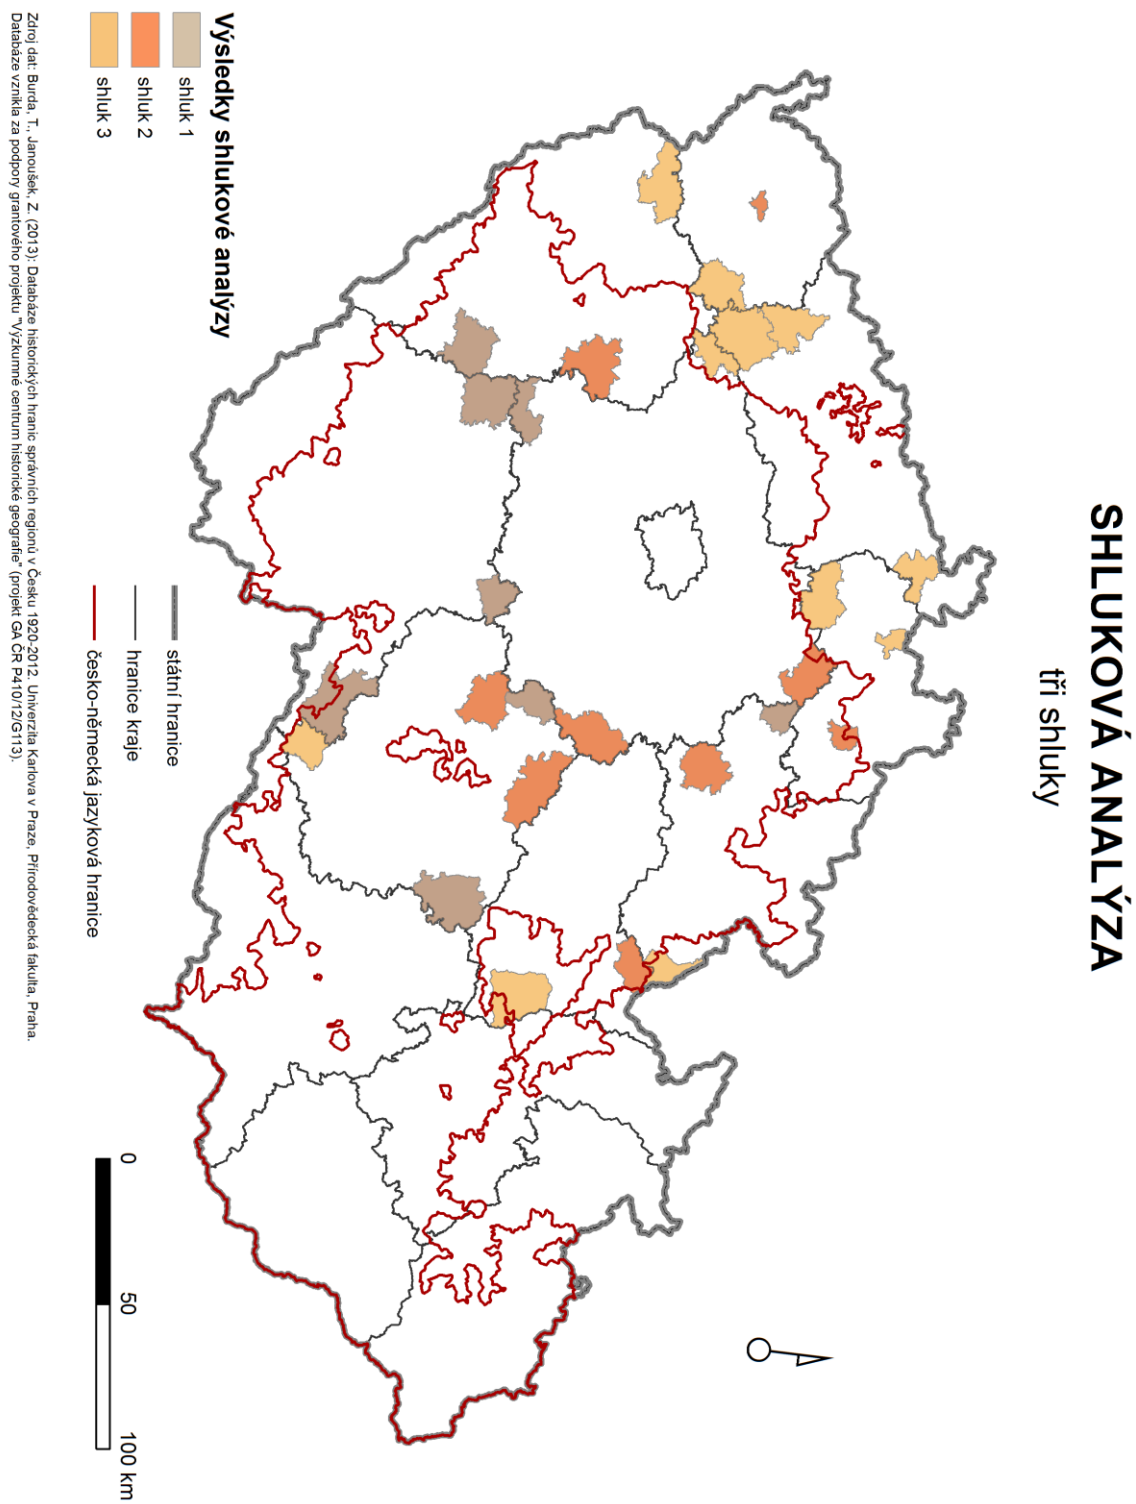 SHLUKOVÁ ANALÝZA
tři shluky
Výsledky shlukové analýzy
shluk 1
shluk 2
shluk 3
státní hranice
hranice kraje
česko-německá jazyková hranice
0 50 100 km
Zdroj dat: Burda, T., Janoušek, Z. (2013): Databáze historických hranic správních regionů v Česku 1920-2012. Univerzita Karlova v Praze, Přírodovědecká fakulta, Praha.
Databáze vznikla za podpory grantového projektu "Výzkumné centrum historické geografie" (projekt GA ČR P410/12/G113).